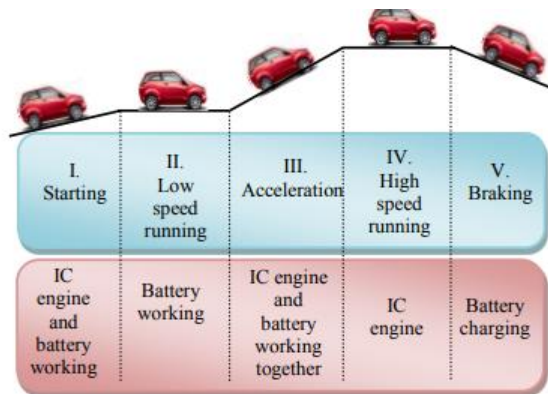 I.
Starting
II.
Low
speed
running
III.
Acceleration
IV.
High
speed
running
V.
Braking
IC
engine
and
battery
working
Battery
working
IC engine
and
battery
working
together
IC
engine
Battery
charging